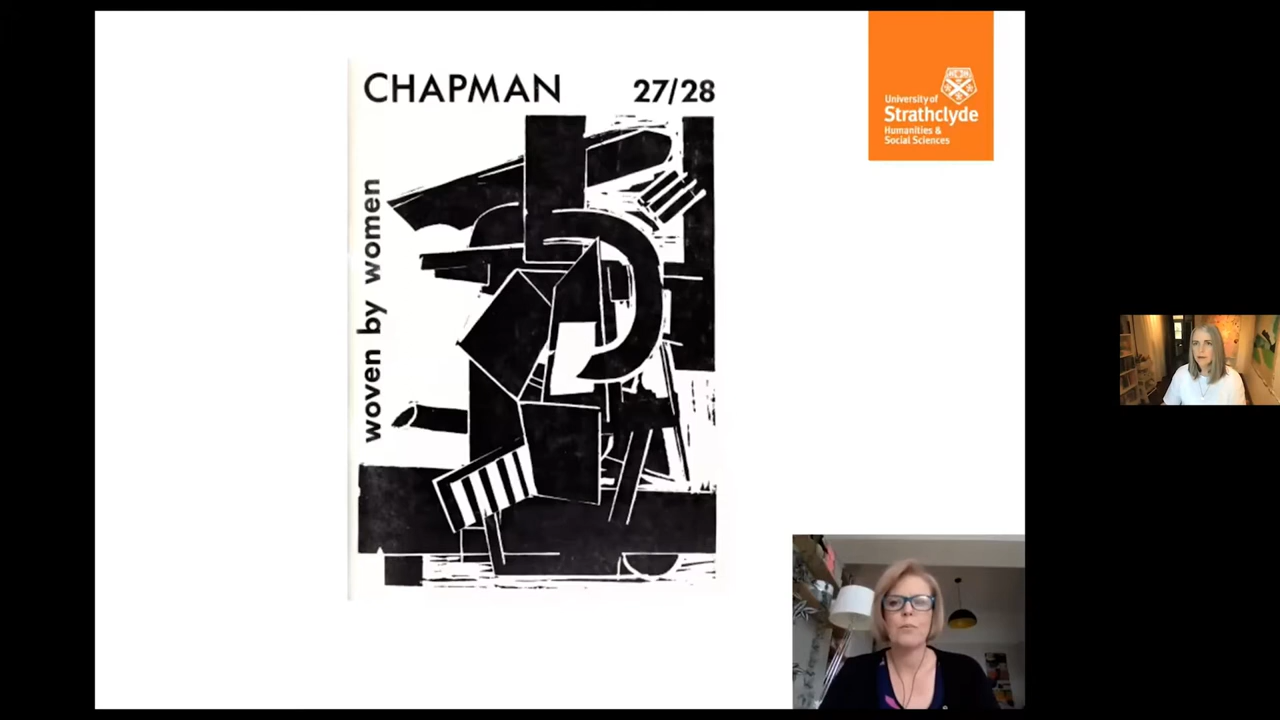 CHAPMAN 27/28
woven by women
University of
Strathclyde
Humanities &
Social Sciences